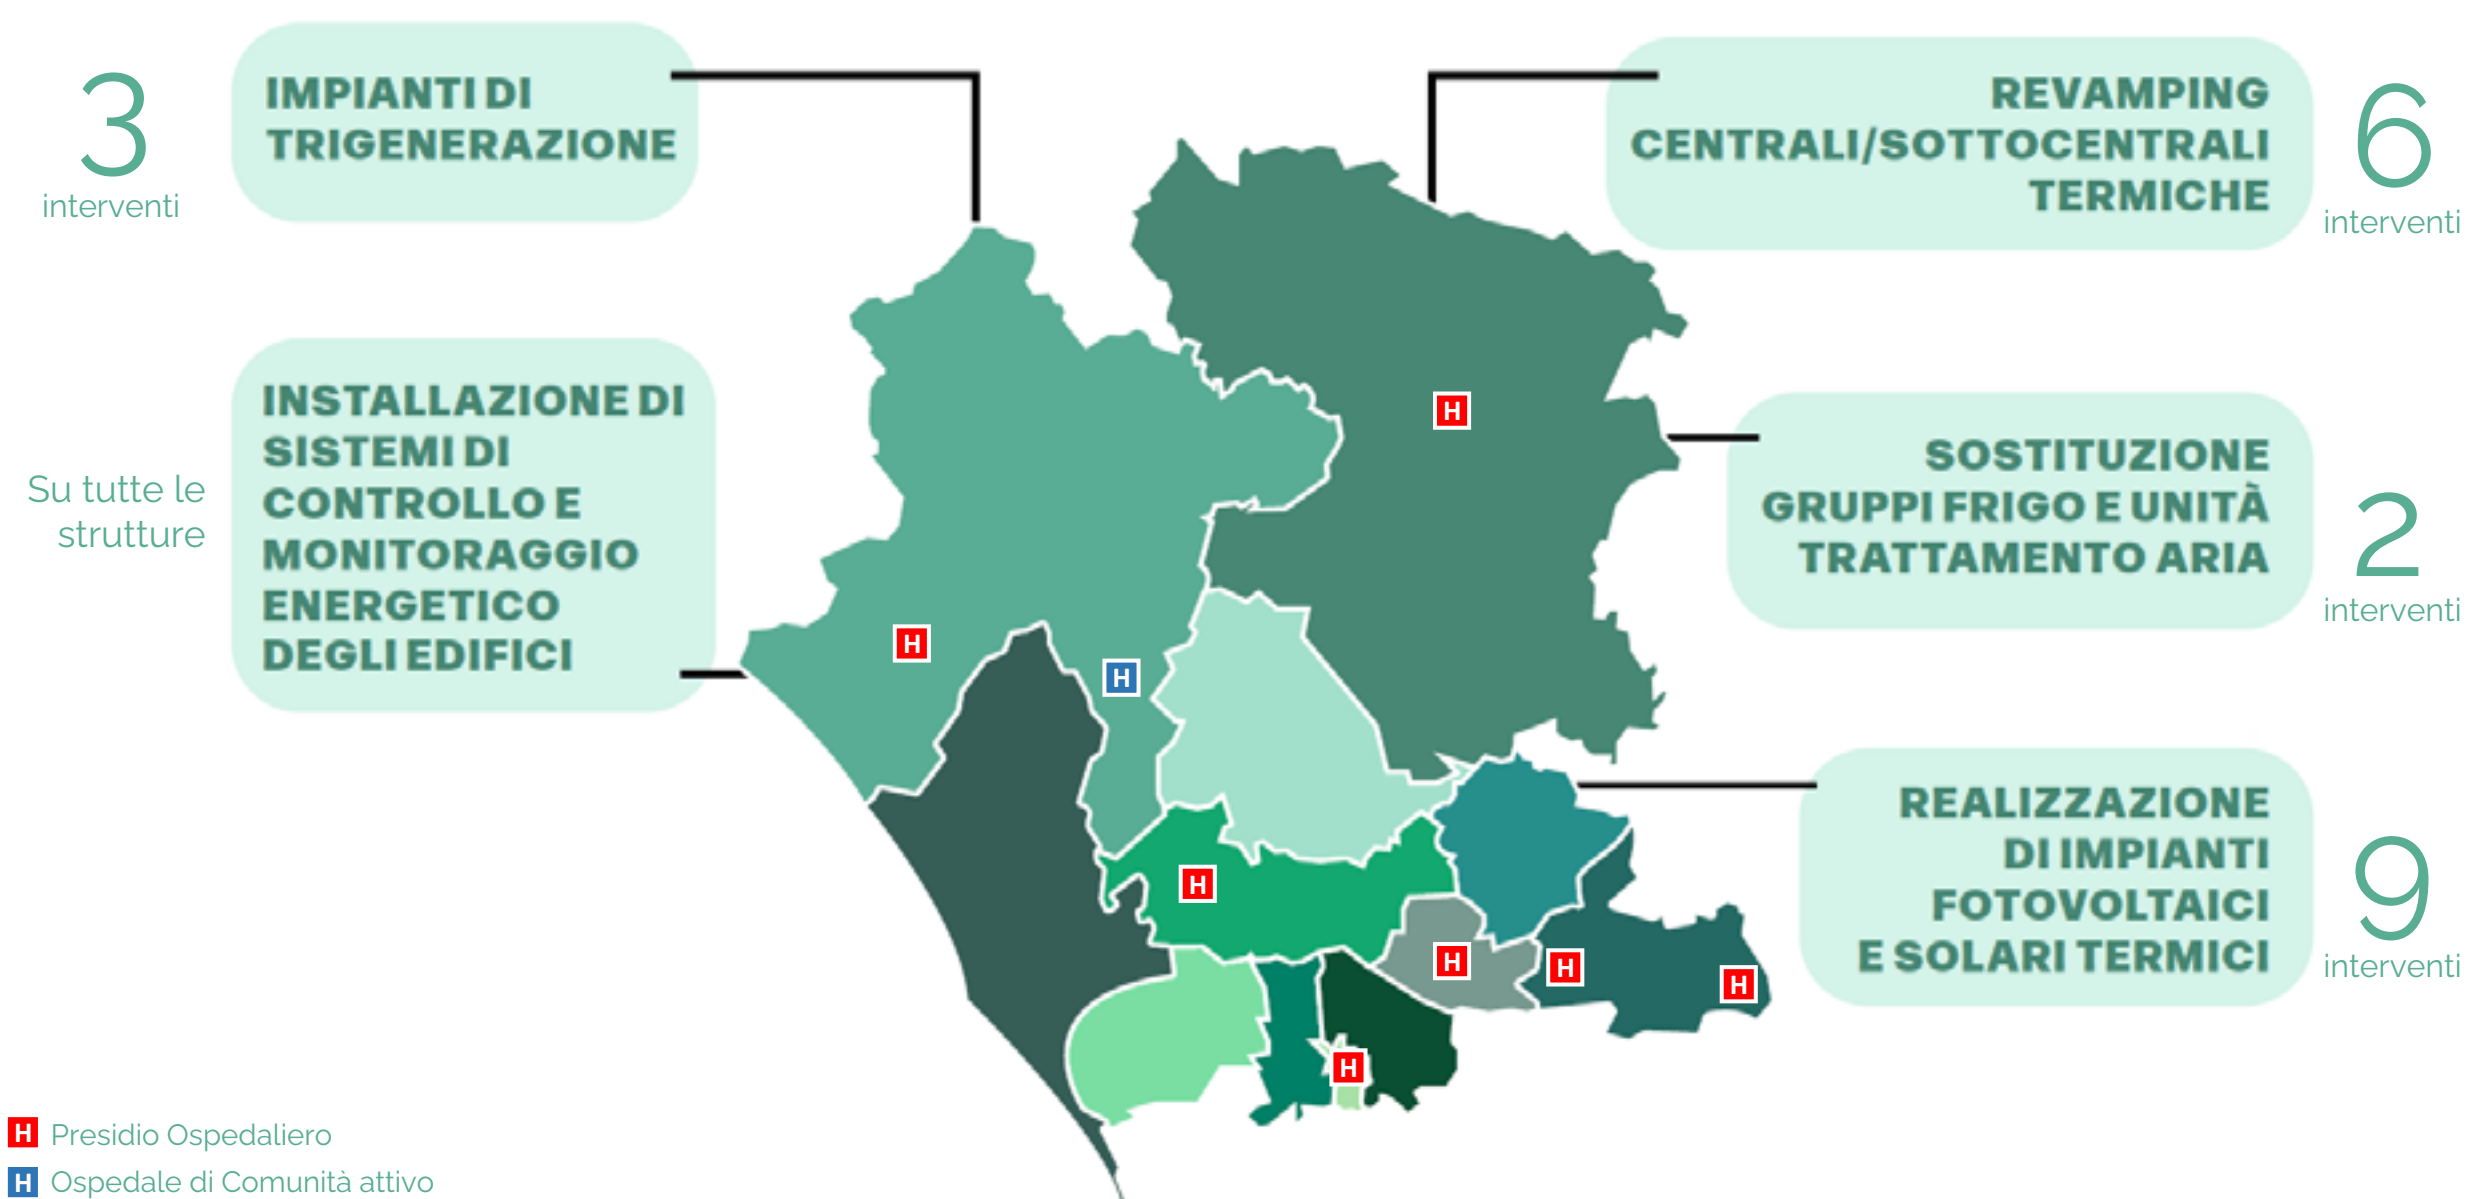 3
interventi
IMPIANTI DI
TRIGENERAZIONE
REVAMPING
CENTRALI/SOTTOCENTRALI
TERMICHE
6
interventi
Su tutte le
strutture
INSTALLAZIONE DI
SISTEMI DI
CONTROLLO E
MONITORAGGIO
ENERGETICO
DEGLI EDIFICI
SOSTITUZIONE
GRUPPI FRIGO E UNITÀ
TRATTAMENTO ARIA
2
interventi
REALIZZAZIONE
DI IMPIANTI
FOTOVOLTAICI
E SOLARI TERMICI
9
interventi
H
H
H
H
H
H
H
H
H Presidio Ospedaliero
H Ospedale di Comunità attivo